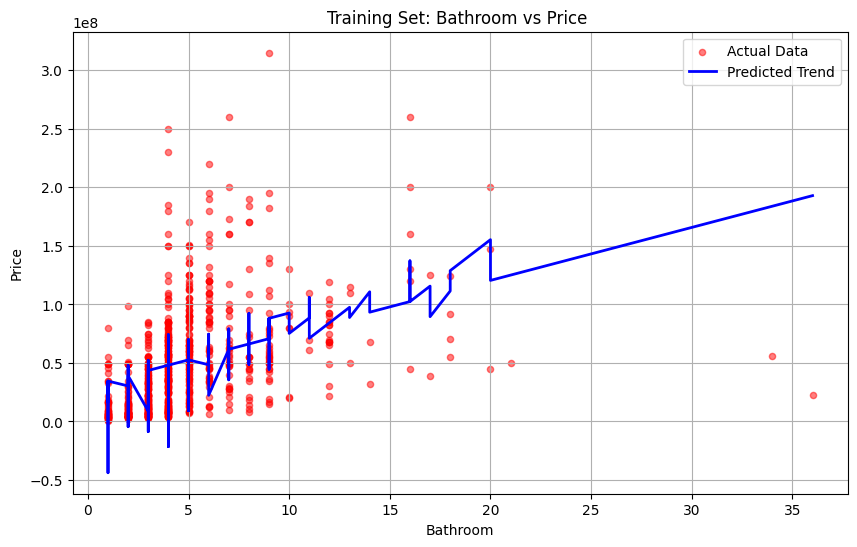 Training Set: Bathroom vs Price
1e8
Actual Data
Predicted Trend
3.0
2.5
2.0
1.5
1.0
0.5
0.0
−0.5
Price
0 5 10 15 20 25 30 35
Bathroom